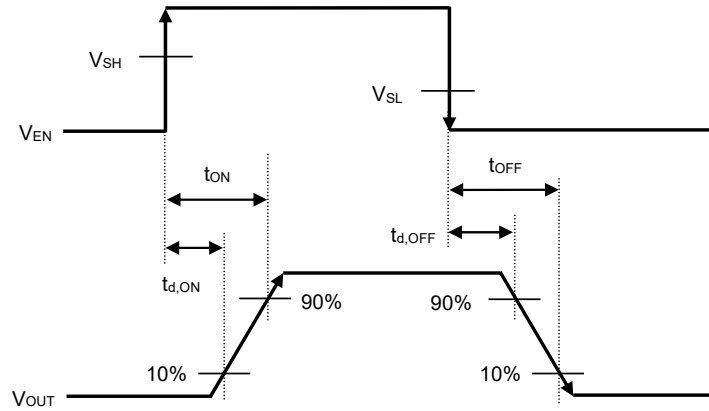 VSH
VSL
VEN
tON
tOFF
td,OFF
td,ON
90%
90%
10%
10%
VOUT